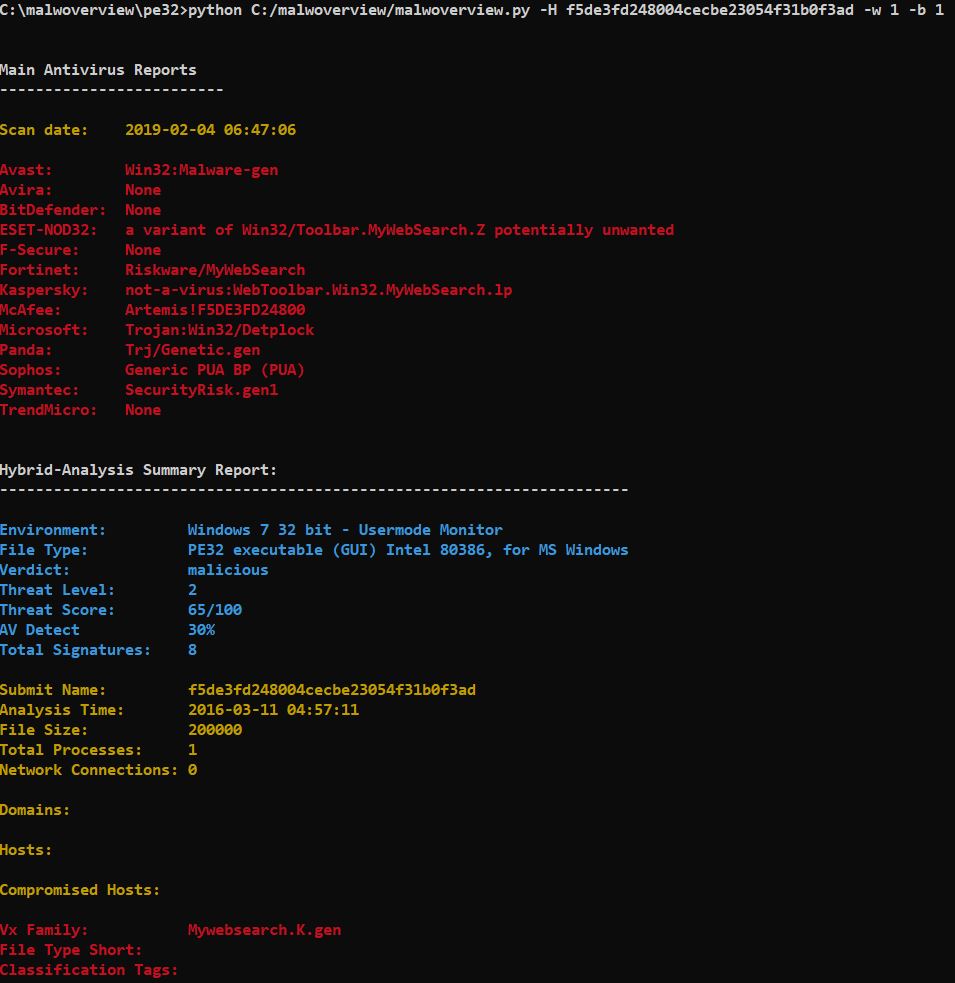 C:\malwoverview\pe32>python C:/malwoverview/malwoverview.py -H f5de3fd248004cecbe23054f31b0f3ad -w 1 -b 1
Main Antivirus Reports
-------------------------
Scan date: 2019-02-04 06:47:06
Avast: Win32:Malware-gen
Avira: None
BitDefender: None
ESET-NOD32: a variant of Win32/Toolbar.MyWebSearch.Z potentially unwanted
F-Secure: None
Fortinet: Riskware/MyWebSearch
Kaspersky: not-a-virus:WebToolbar.Win32.MyWebSearch.lp
McAfee: Artemis!F5DE3FD24800
Microsoft: Trojan:Win32/Detplock
Panda: Trj/Genetic.gen
Sophos: Generic PUA BP (PUA)
Symantec: SecurityRisk.gen1
TrendMicro: None
Hybrid-Analysis Summary Report:
----------------------------------------------------------------------
Environment: Windows 7 32 bit - Usermode Monitor
File Type: PE32 executable (GUI) Intel 80386, for MS Windows
Verdict: malicious
Threat Level: 2
Threat Score: 65/100
AV Detect 30%
Total Signatures: 8
Submit Name: f5de3fd248004cecbe23054f31b0f3ad
Analysis Time: 2016-03-11 04:57:11
File Size: 200000
Total Processes: 1
Network Connections: 0
Domains:
Hosts:
Compromised Hosts:
Vx Family: Mywebsearch.K.gen
File Type Short:
Classification Tags: